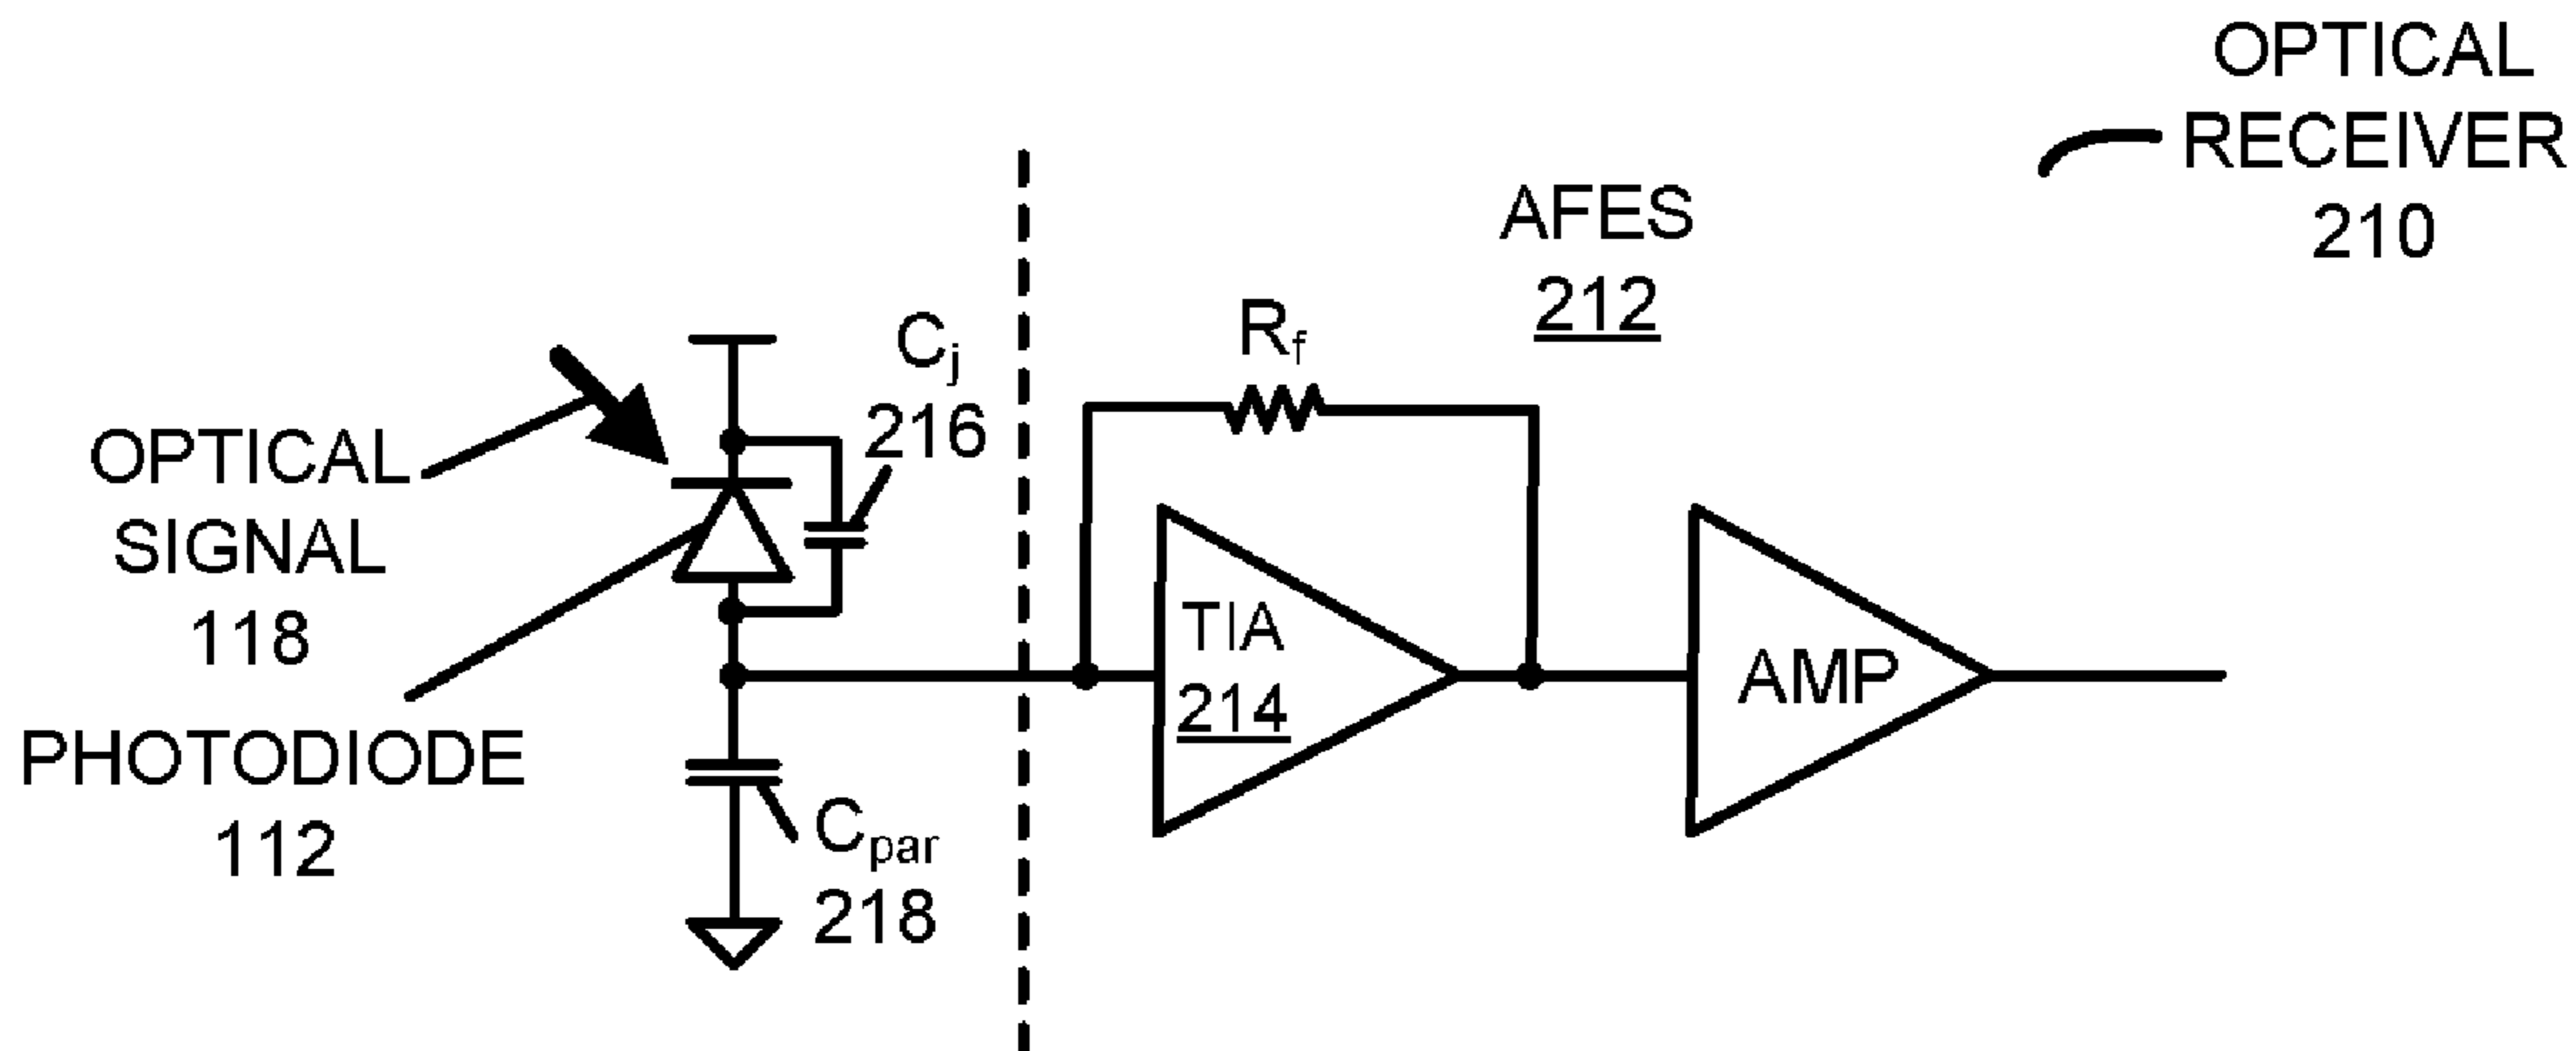 OPTICAL
RECEIVER
210
AFES
212
Rf
Cj
216
OPTICAL
SIGNAL
118
PHOTODIODE
112
TIA
214
AMP
Cpar
218